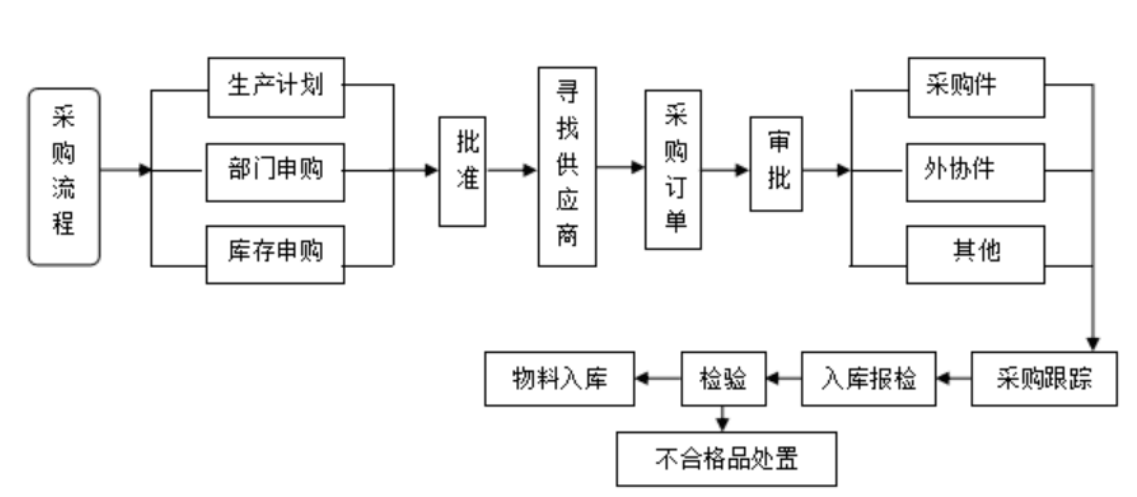 采购流程
生产计划
部门申购
库存申购
批准
寻找供应商
采购订单
审批
采购件
外协件
其他
采购跟踪
入库报检
检验
物料入库
不合格品处置